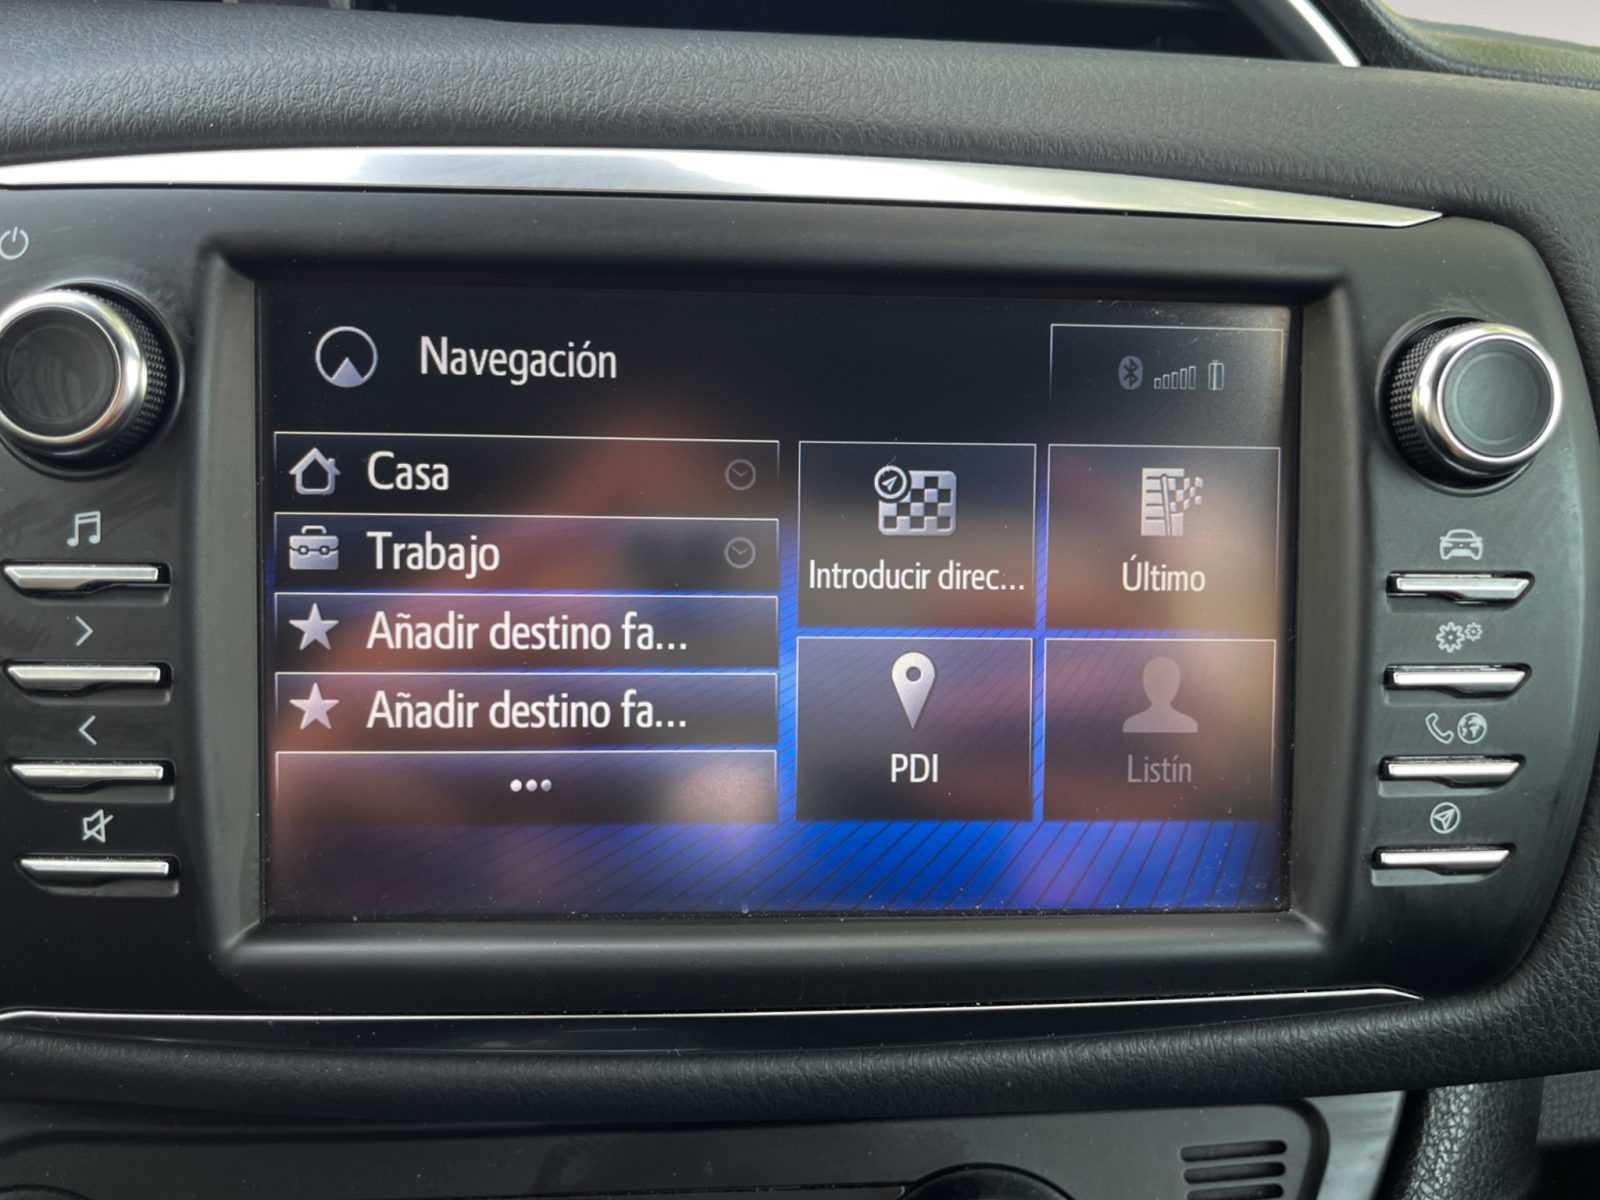 Navegación
Casa
Trabajo
Añadir destino fa...
Añadir destino fa...
Introducir direc...
Último
PDI
Listín